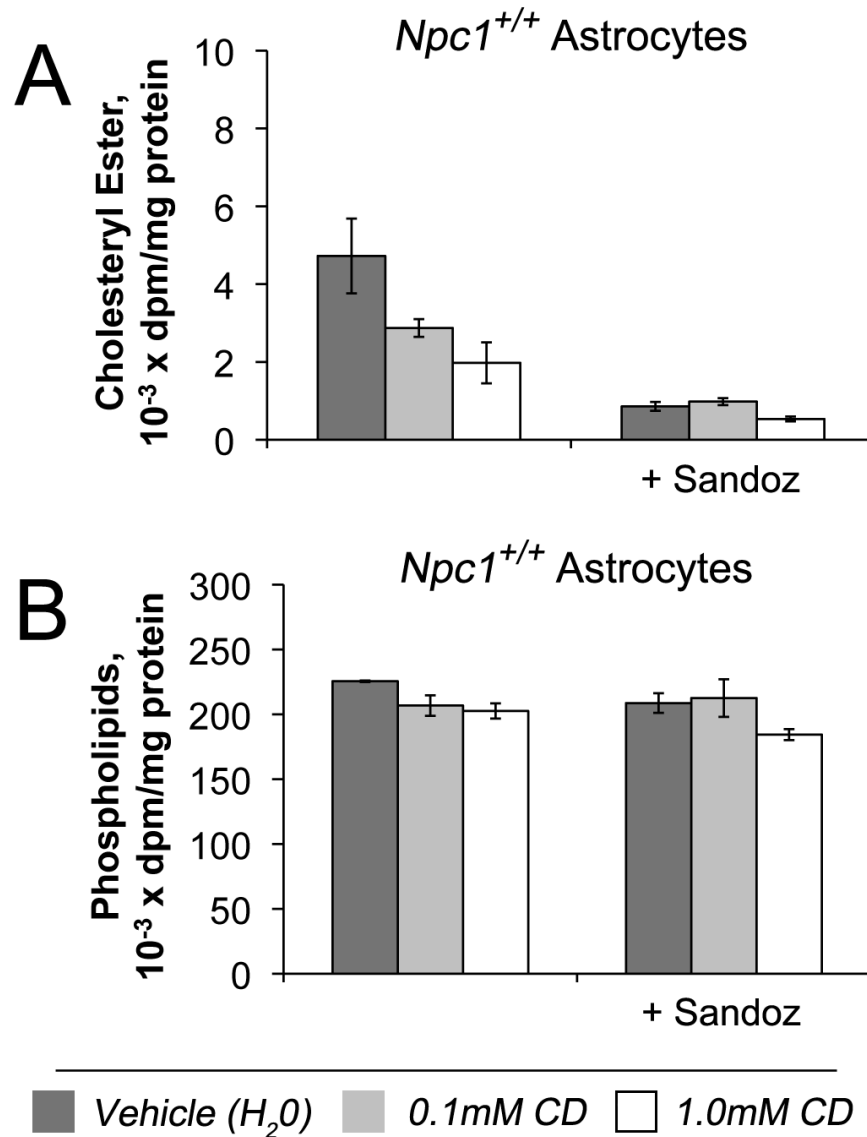 A
Npc1+/+ Astrocytes
Cholesteryl Ester,
10-3 x dpm/mg protein
10
8
6
4
2
0
+ Sandoz
B
Npc1+/+ Astrocytes
Phospholipids,
10-3 x dpm/mg protein
300
250
200
150
100
50
0
+ Sandoz
Vehicle (H20) 0.1mM CD 1.0mM CD